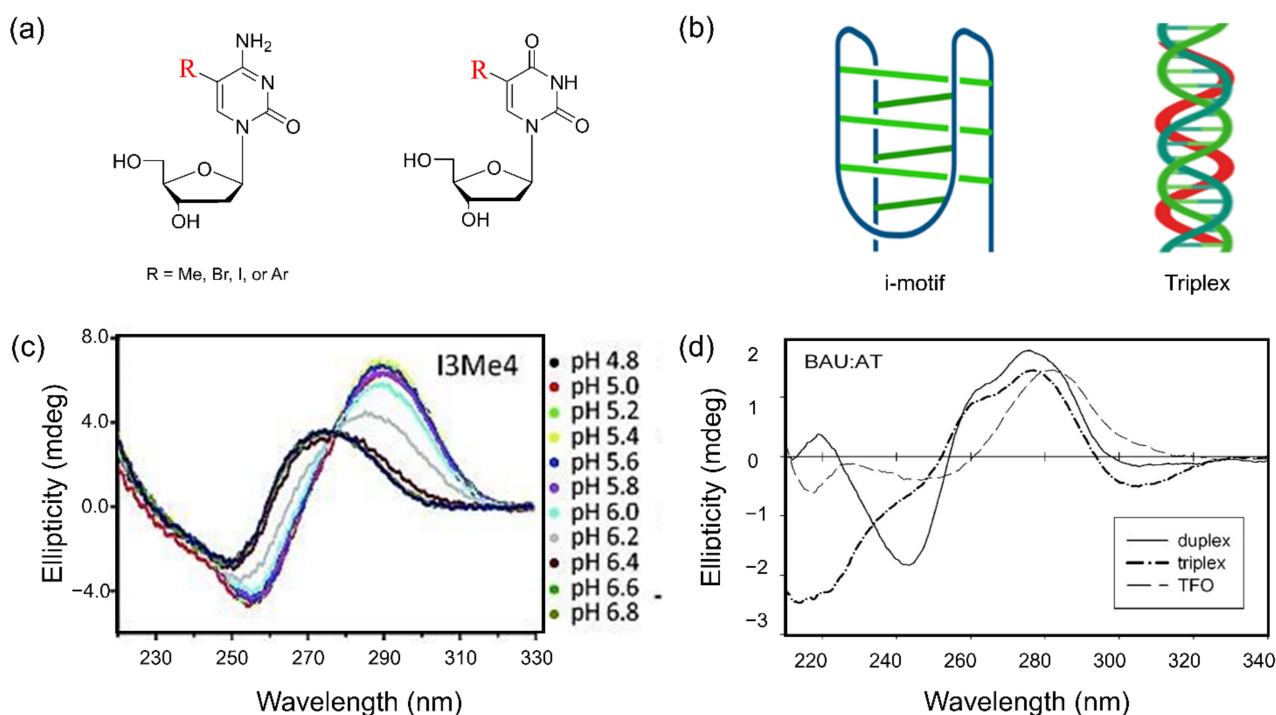 (a)
NH2
R
N
N
O
HO
O
OH
O
R
NH
N
O
HO
O
OH
R = Me, Br, I, or Ar
(b)
i-motif
Triplex
(c)
8.0
4.0
0.0
−4.0
Ellipticity (mdeg)
I3Me4
230 250 270 290 310 330
Wavelength (nm)
pH 4.8
pH 5.0
pH 5.2
pH 5.4
pH 5.6
pH 5.8
pH 6.0
pH 6.2
pH 6.4
pH 6.6
pH 6.8
(d)
2
1
0
−1
−2
−3
Ellipticity (mdeg)
BAU:AT
duplex
triplex
TFO
220 240 260 280 300 320 340
Wavelength (nm)